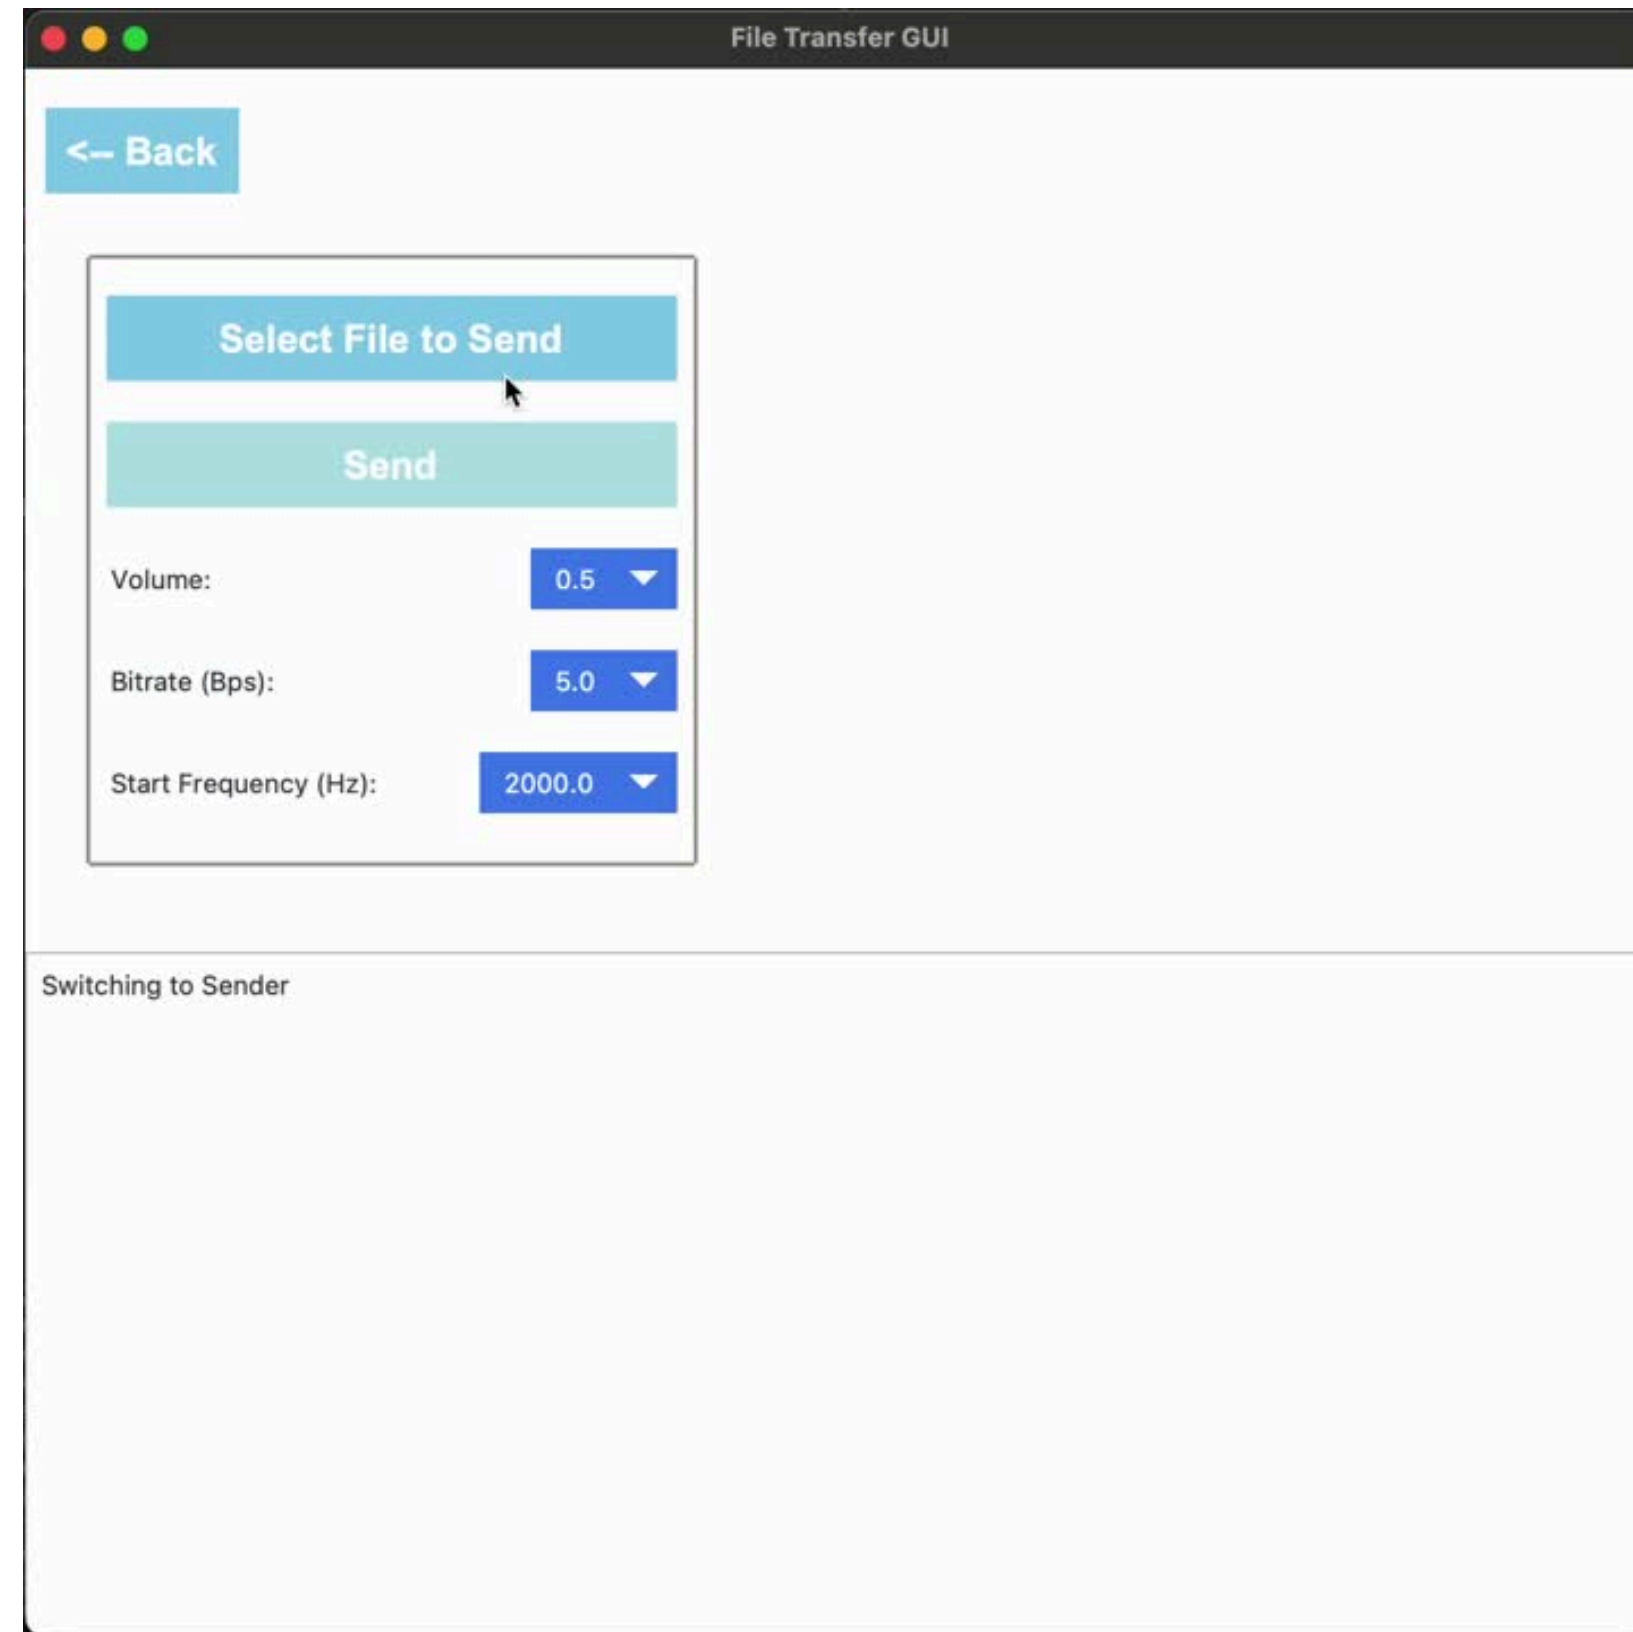 File Transfer GUI
<-- Back
Select File to Send
Send
Volume: 0.5
Bitrate (Bps): 5.0
Start Frequency (Hz): 2000.0
Switching to Sender